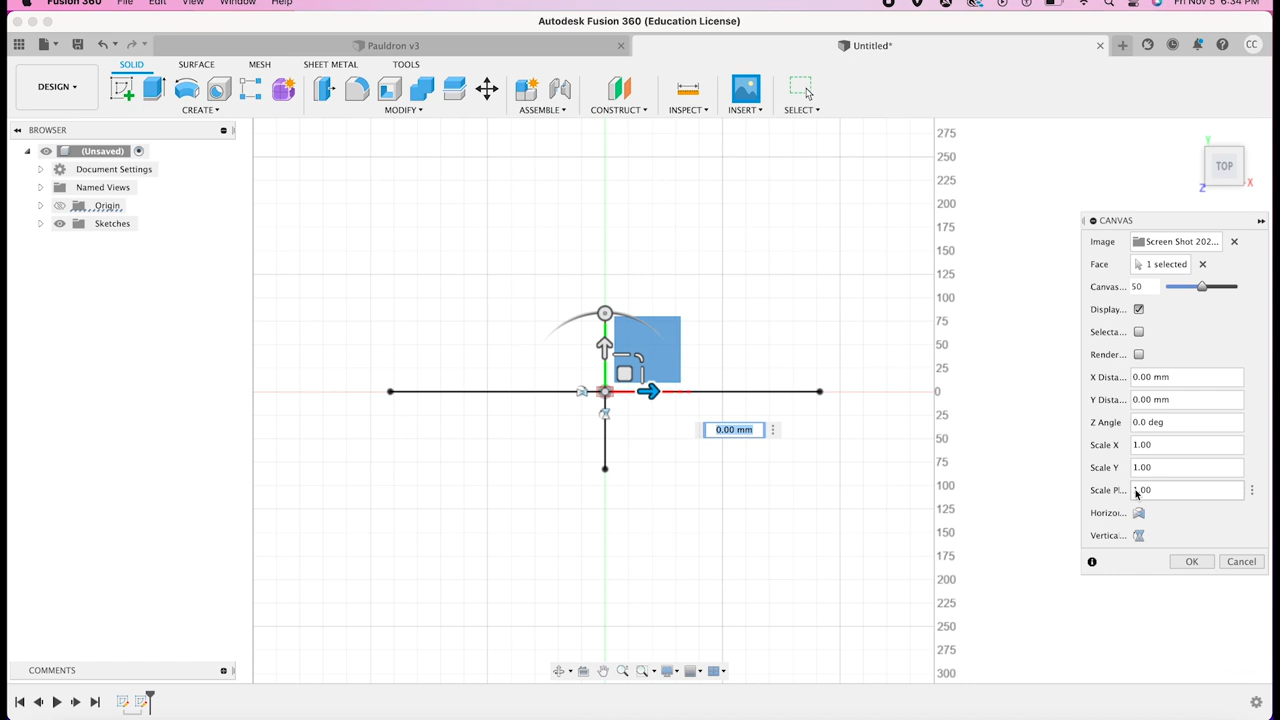 Fusion 360 File Edit View Window Help Fri Nov 5 6:34 PM
Autodesk Fusion 360 (Education License)
Pauldron v3
Untitled*
CC
DESIGN
SOLID SURFACE MESH SHEET METAL TOOLS
CREATE MODIFY ASSEMBLE CONSTRUCT INSPECT INSERT SELECT
BROWSER
(Unsaved)
Document Settings
Named Views
Origin
Sketches
275
250
225
200
175
150
125
100
75
50
25
0
25
50
75
100
125
150
175
200
225
250
275
300
0.00 mm
Y
TOP
Z
X
CANVAS
Image Screen Shot 202...
Face 1 selected
Canvas... 50
Display...
Selecta...
Render...
X Dista... 0.00 mm
Y Dista... 0.00 mm
Z Angle 0.0 deg
Scale X 1.00
Scale Y 1.00
Scale Pl... 1.00
Horizo...
Vertica...
OK Cancel
COMMENTS